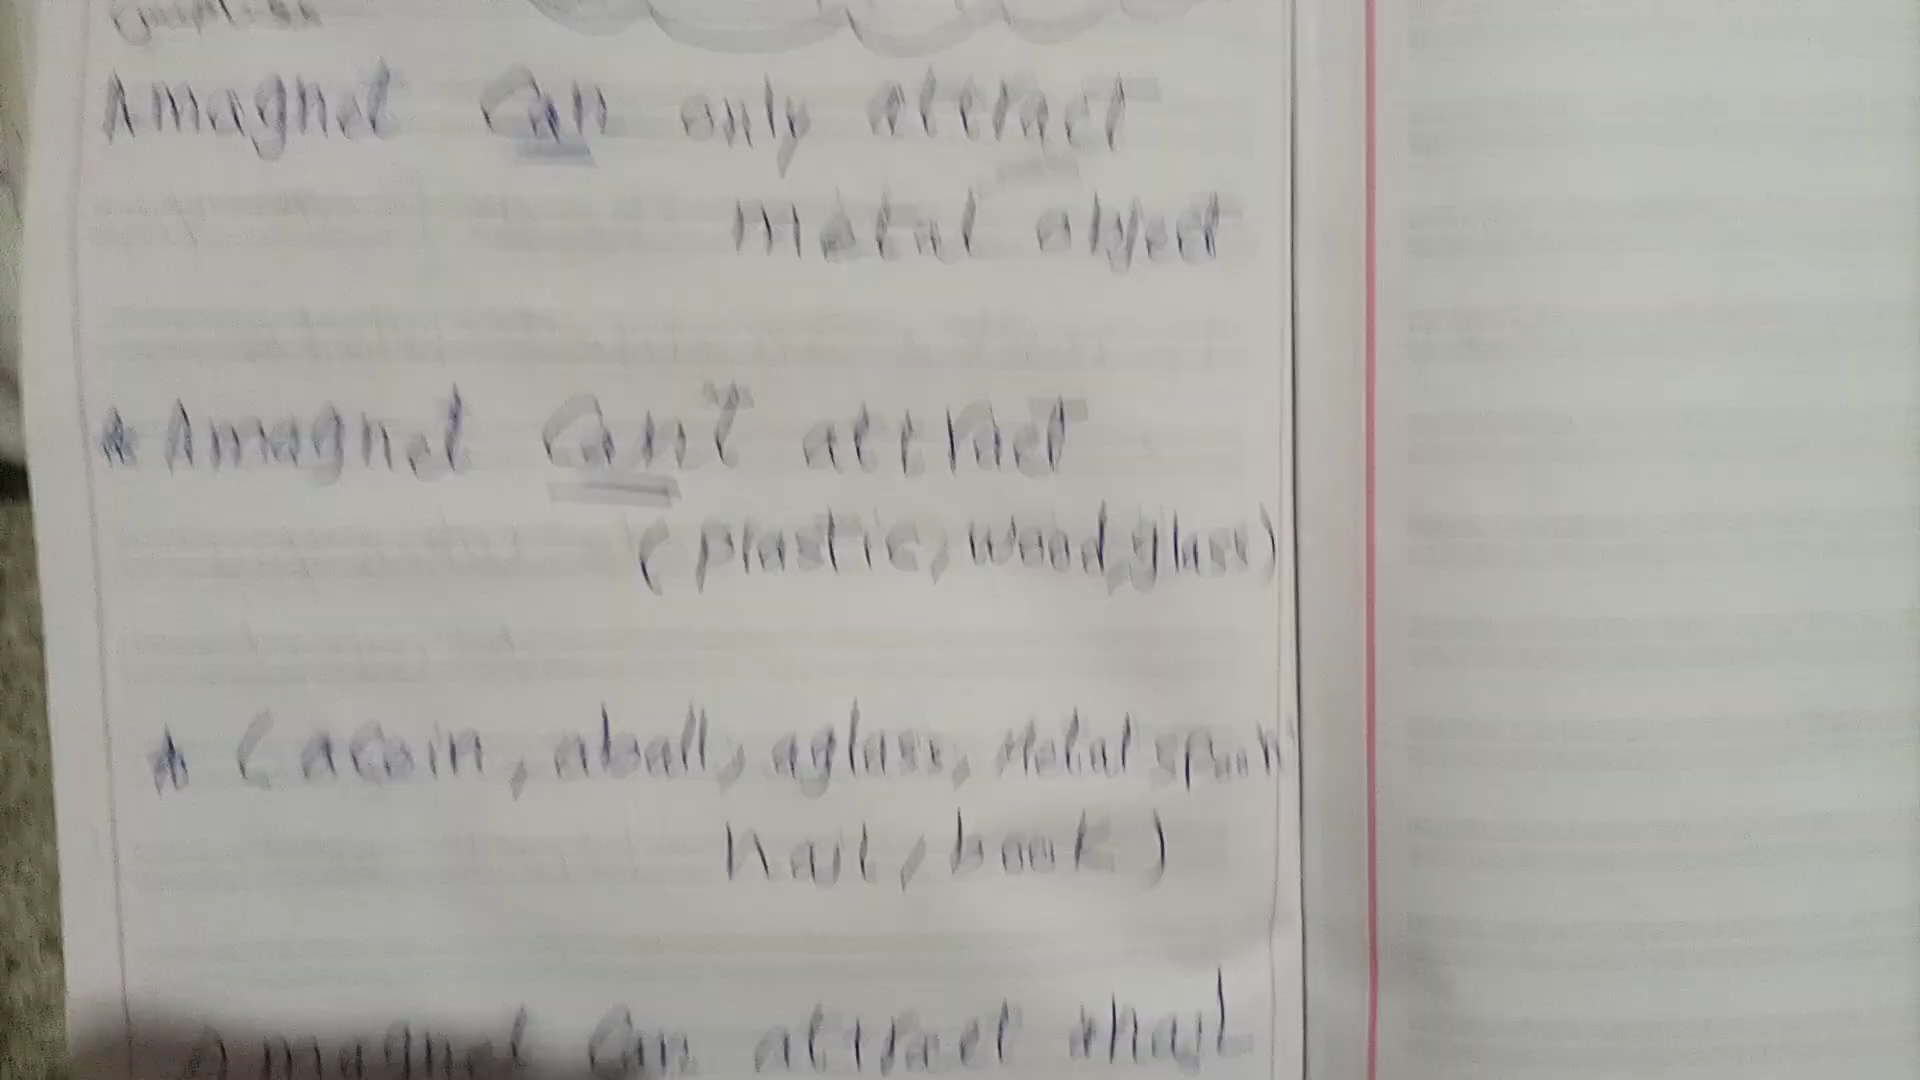 A magnet can only attract
metal object
A magnet can't attract
(plastic, wood, glass)
(a coin, a ball, a glass, Metal spoon
nail, book)
A magnet can attract a nail